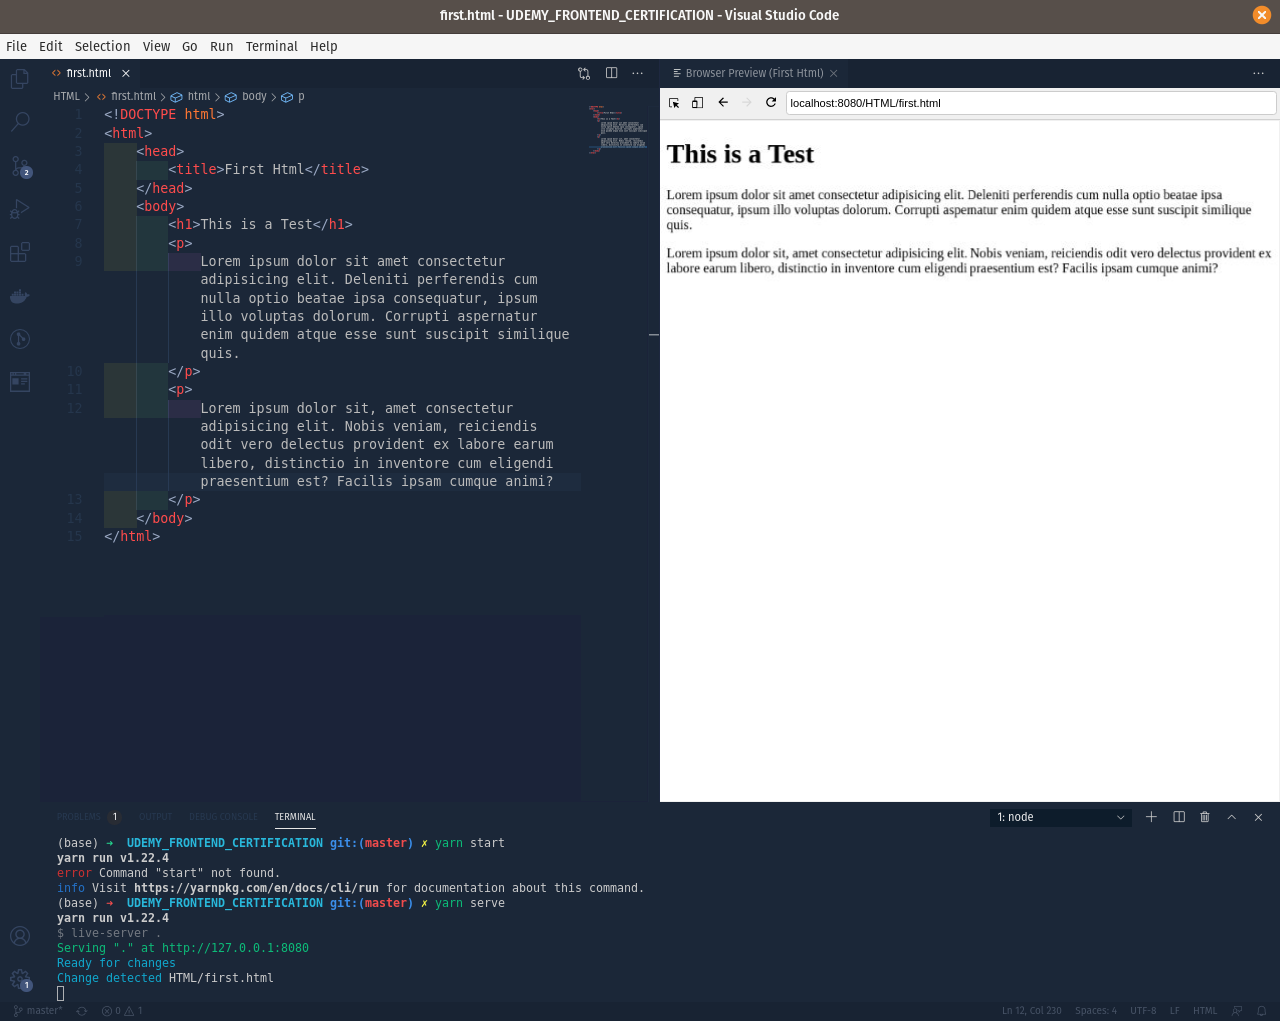 first.html - UDEMY_FRONTEND_CERTIFICATION - Visual Studio Code
File Edit Selection View Go Run Terminal Help
first.html
Browser Preview (First Html)
HTML > first.html > html > body > p
localhost:8080/HTML/first.html
1 <!DOCTYPE html>
2 <html>
3 <head>
4 <title>First Html</title>
5 </head>
6 <body>
7 <h1>This is a Test</h1>
8 <p>
9 Lorem ipsum dolor sit amet consectetur
adipisicing elit. Deleniti perferendis cum
nulla optio beatae ipsa consequatur, ipsum
illo voluptas dolorum. Corrupti aspernatur
enim quidem atque esse sunt suscipit similique
quis.
10 </p>
11 <p>
12 Lorem ipsum dolor sit, amet consectetur
adipisicing elit. Nobis veniam, reiciendis
odit vero delectus provident ex labore earum
libero, distinctio in inventore cum eligendi
praesentium est? Facilis ipsam cumque animi?
13 </p>
14 </body>
15 </html>
This is a Test
Lorem ipsum dolor sit amet consectetur adipisicing elit. Deleniti perferendis cum nulla optio beatae ipsa
consequatur, ipsum illo voluptas dolorum. Corrupti aspernatur enim quidem atque esse sunt suscipit similique
quis.
Lorem ipsum dolor sit, amet consectetur adipisicing elit. Nobis veniam, reiciendis odit vero delectus provident ex
labore earum libero, distinctio in inventore cum eligendi praesentium est? Facilis ipsam cumque animi?
2
PROBLEMS 1 OUTPUT DEBUG CONSOLE TERMINAL
1: node
(base) ➜ UDEMY_FRONTEND_CERTIFICATION git:(master) ✗ yarn start
yarn run v1.22.4
error Command "start" not found.
info Visit https://yarnpkg.com/en/docs/cli/run for documentation about this command.
(base) ➜ UDEMY_FRONTEND_CERTIFICATION git:(master) ✗ yarn serve
yarn run v1.22.4
$ live-server .
Serving "." at http://127.0.0.1:8080
Ready for changes
Change detected HTML/first.html
1
master* 0 1
Ln 12, Col 230 Spaces: 4 UTF-8 LF HTML